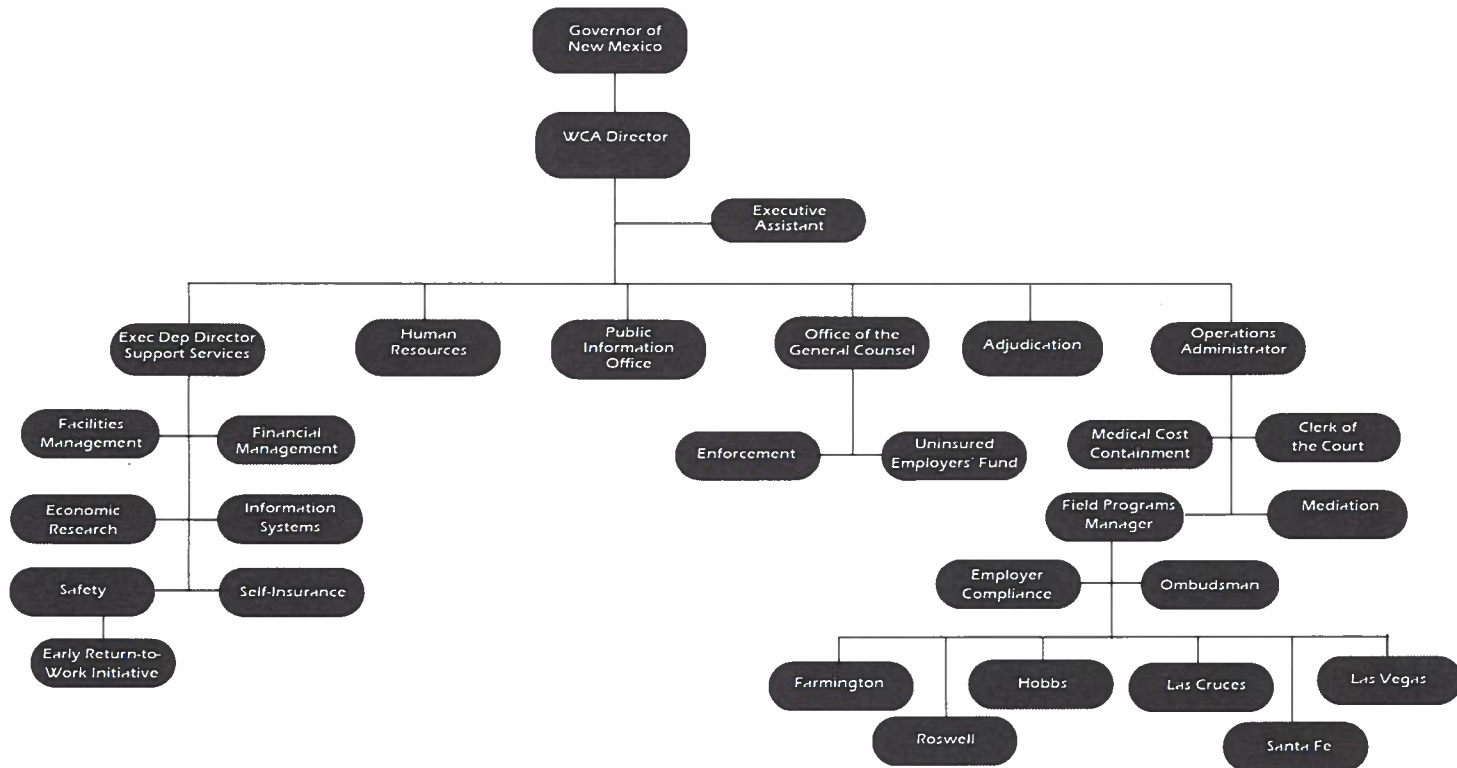 Governor of
New Mexico
WCA Director
Executive
Assistant
Exec Dep Director
Support Services
Human
Resources
Public
Information
Office
Office of the
General Counsel
Adjudication
Operations
Administrator
Facilities
Management
Financial
Management
Enforcement
Uninsured
Employers' Fund
Medical Cost
Containment
Clerk of
the Court
Economic
Research
Information
Systems
Field Programs
Manager
Mediation
Safety
Self-Insurance
Employer
Compliance
Ombudsman
Early Return-to-
Work Initiative
Farmington
Roswell
Hobbs
Las Cruces
Santa Fe
Las Vegas